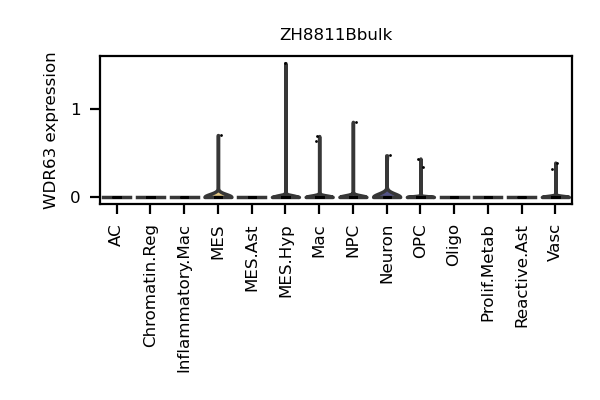 ZH8811Bbulk
WDR63 expression
1
0
AC
Chromatin.Reg
Inflammatory.Mac
MES
MES.Ast
MES.Hyp
Mac
NPC
Neuron
OPC
Oligo
Prolif.Metab
Reactive.Ast
Vasc